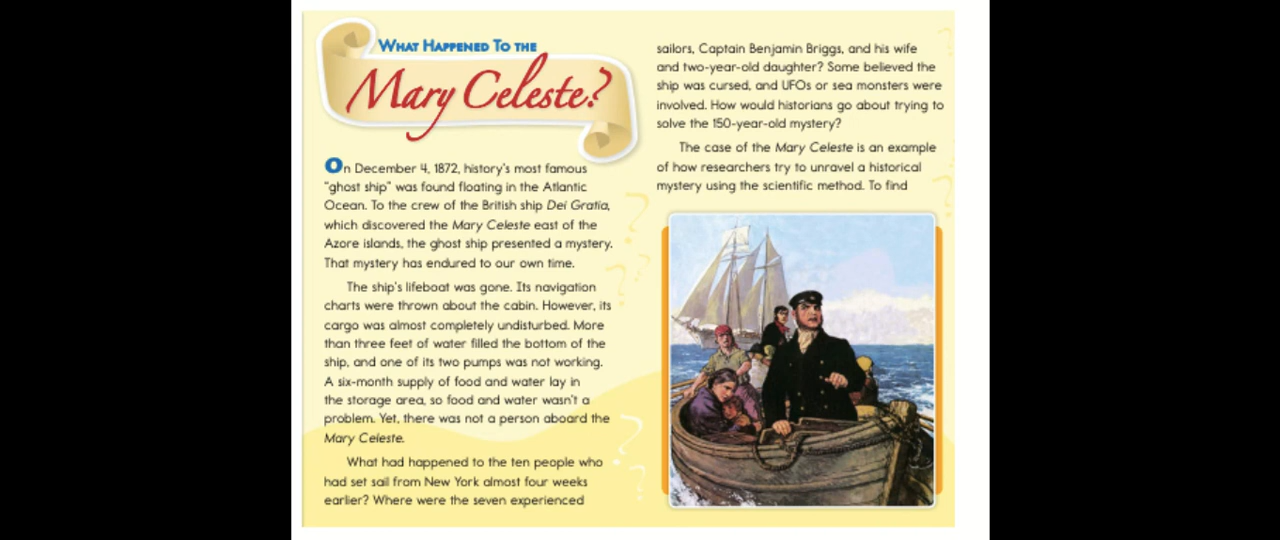 WHAT HAPPENED TO THE
Mary Celeste?
On December 4, 1872, history's most famous
"ghost ship" was found floating in the Atlantic
Ocean. To the crew of the British ship Dei Gratia,
which discovered the Mary Celeste east of the
Azore islands, the ghost ship presented a mystery.
That mystery has endured to our own time.
The ship's lifeboat was gone. Its navigation
charts were thrown about the cabin. However, its
cargo was almost completely undisturbed. More
than three feet of water filled the bottom of the
ship, and one of its two pumps was not working.
A six-month supply of food and water lay in
the storage area, so food and water wasn't a
problem. Yet, there was not a person aboard the
Mary Celeste.
What had happened to the ten people who
had set sail from New York almost four weeks
earlier? Where were the seven experienced
sailors, Captain Benjamin Briggs, and his wife
and two-year-old daughter? Some believed the
ship was cursed, and UFOs or sea monsters were
involved. How would historians go about trying to
solve the 150-year-old mystery?
The case of the Mary Celeste is an example
of how researchers try to unravel a historical
mystery using the scientific method. To find